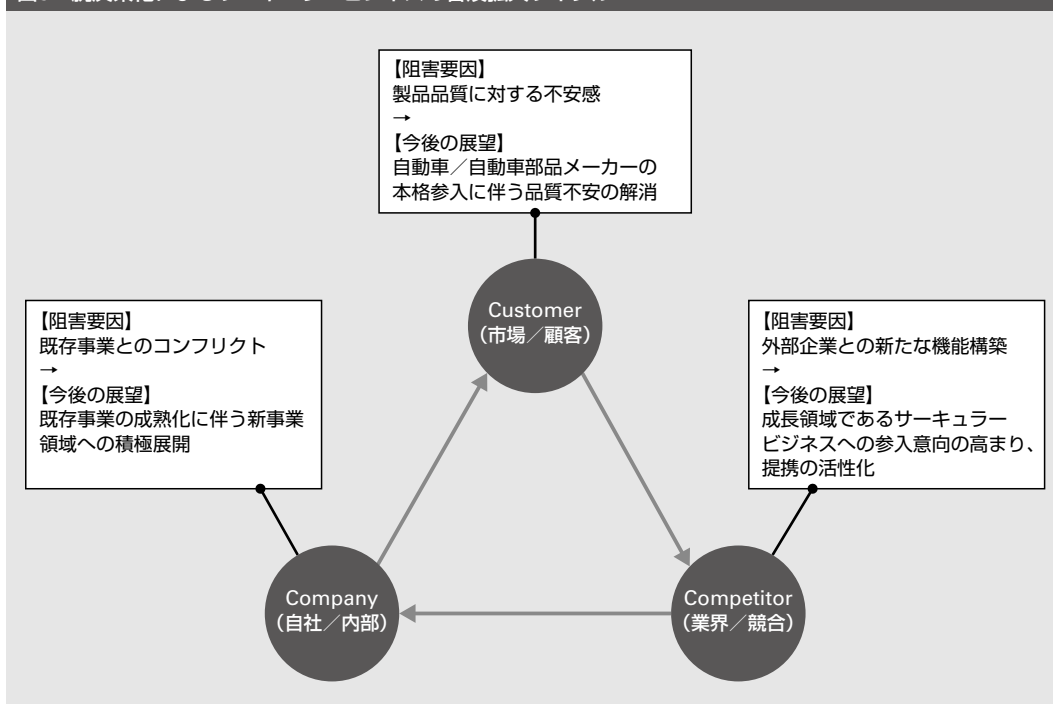 【阻害要因】
製品品質に対する不安感
→
【今後の展望】
自動車／自動車部品メーカーの
本格参入に伴う品質不安の解消
Customer
（市場／顧客）
【阻害要因】
既存事業とのコンフリクト
→
【今後の展望】
既存事業の成熟化に伴う新事業
領域への積極展開
【阻害要因】
外部企業との新たな機能構築
→
【今後の展望】
成長領域であるサーキュラー
ビジネスへの参入意向の高まり、
提携の活性化
Company
（自社／内部）
Competitor
（業界／競合）